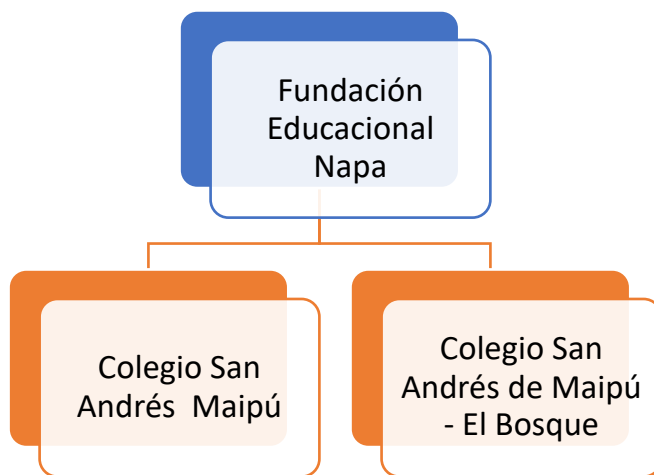 Fundación
Educacional
Napa
Colegio San
Andrés  Maipú
Colegio San
Andrés de Maipú
- El Bosque